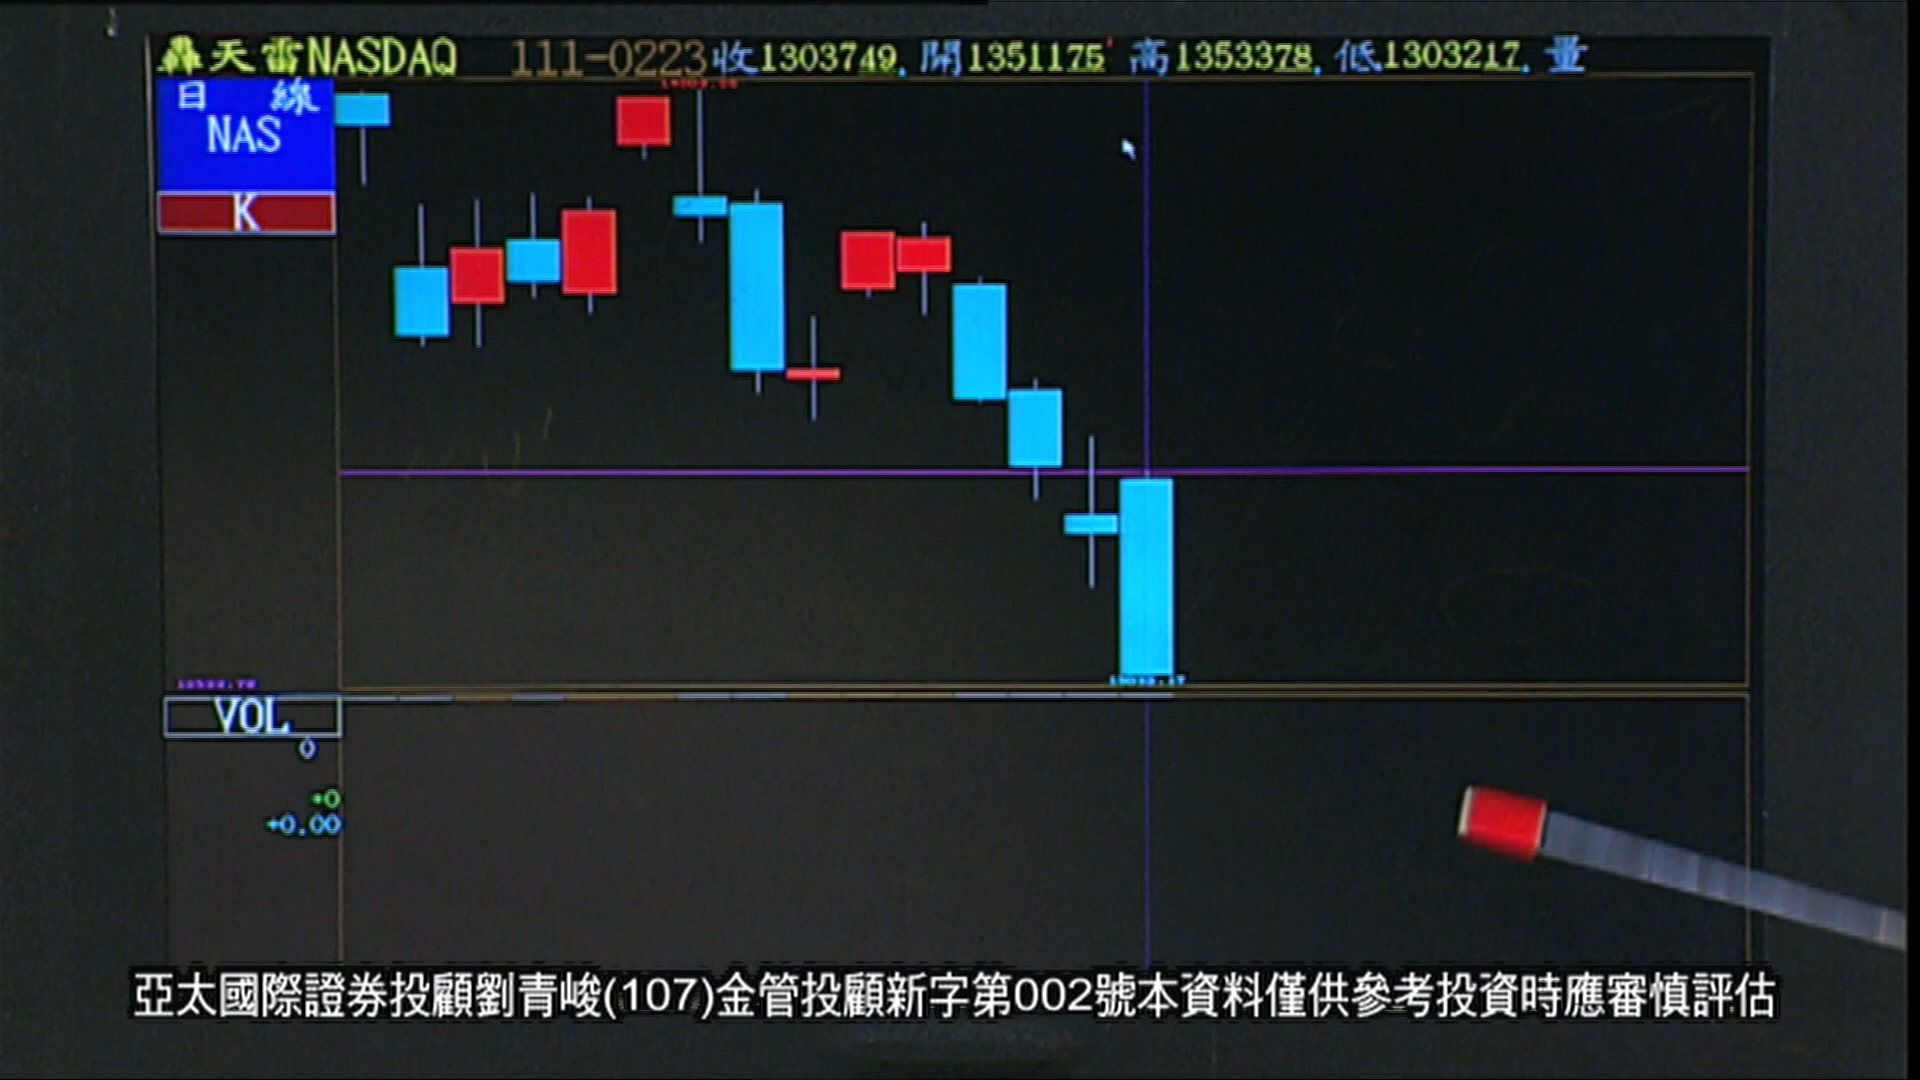 轟天雷NASDAQ 111-0223收1303749. 開1351175 高1353378. 低1303217. 量
日 線
NAS
K
VOL
0
+0
+0.00
亞太國際證券投顧劉青峻(107)金管投顧新字第002號本資料僅供參考投資時應審慎評估